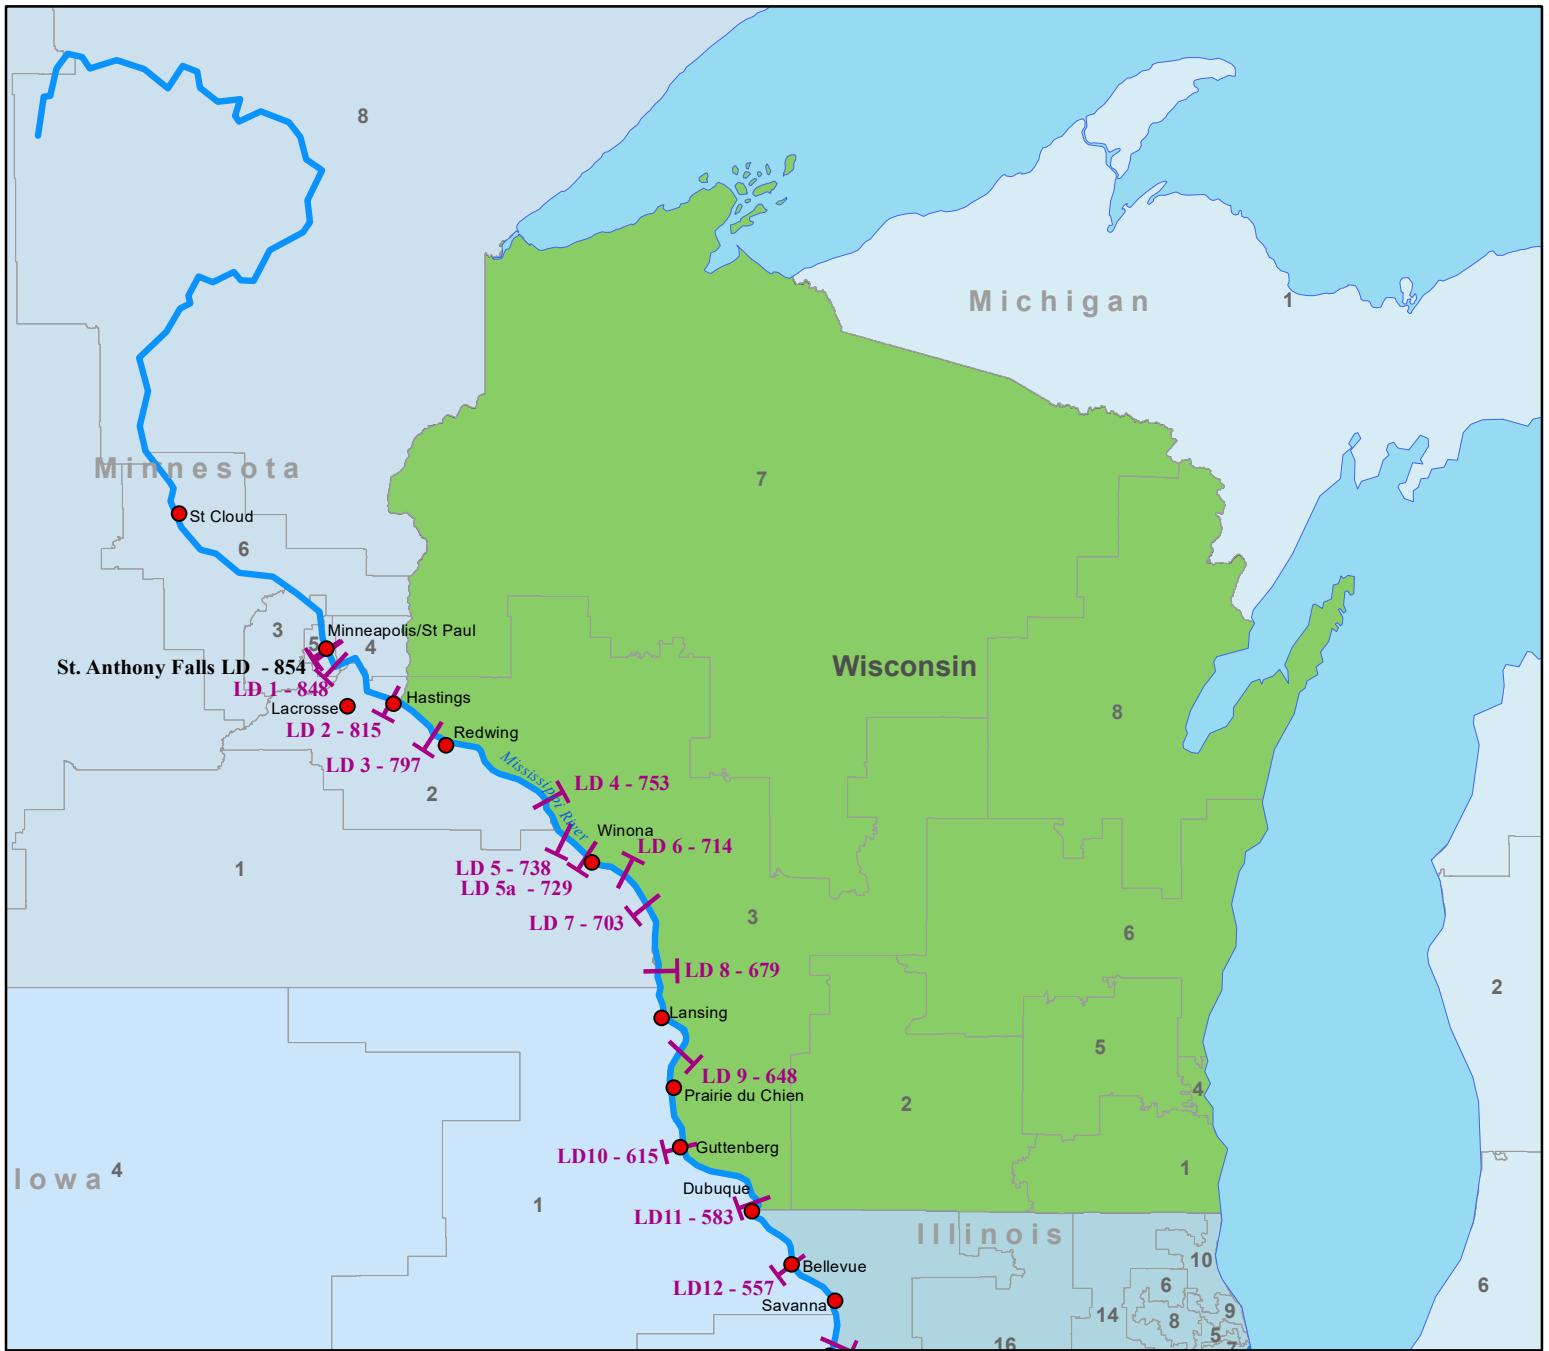 8
Michigan
1
Minnesota
7
St Cloud
6
3
Minneapolis/St Paul
5
4
St. Anthony Falls LD - 854
Wisconsin
LD 1 - 848
Hastings
Lacrosse
8
LD 2 - 815
Redwing
LD 3 - 797
Mississippi River
LD 4 - 753
2
Winona
LD 6 - 714
1
LD 5 - 738
LD 5a - 729
LD 7 - 703
3
6
LD 8 - 679
2
Lansing
5
LD 9 - 648
4
Prairie du Chien
2
Guttenberg
LD10 - 615
Iowa
4
1
Dubuque
1
LD11 - 583
Illinois
10
Bellevue
LD12 - 557
6
6
Savanna
14
9
8
5
16
7